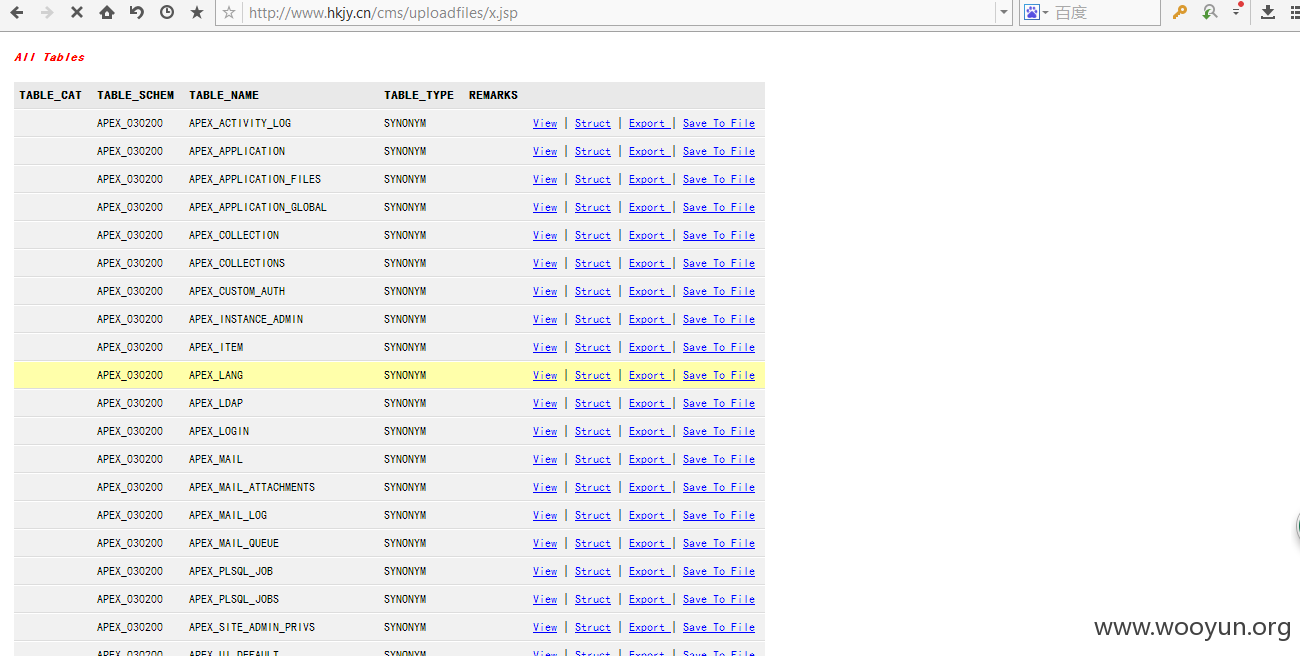 http://www.hkjy.cn/cms/uploadfiles/x.jsp 百度
All Tables
TABLE_CAT TABLE_SCHEM TABLE_NAME TABLE_TYPE REMARKS
APEX_030200 APEX_ACTIVITY_LOG SYNONYM View | Struct | Export | Save To File
APEX_030200 APEX_APPLICATION SYNONYM View | Struct | Export | Save To File
APEX_030200 APEX_APPLICATION_FILES SYNONYM View | Struct | Export | Save To File
APEX_030200 APEX_APPLICATION_GLOBAL SYNONYM View | Struct | Export | Save To File
APEX_030200 APEX_COLLECTION SYNONYM View | Struct | Export | Save To File
APEX_030200 APEX_COLLECTIONS SYNONYM View | Struct | Export | Save To File
APEX_030200 APEX_CUSTOM_AUTH SYNONYM View | Struct | Export | Save To File
APEX_030200 APEX_INSTANCE_ADMIN SYNONYM View | Struct | Export | Save To File
APEX_030200 APEX_ITEM SYNONYM View | Struct | Export | Save To File
APEX_030200 APEX_LANG SYNONYM View | Struct | Export | Save To File
APEX_030200 APEX_LDAP SYNONYM View | Struct | Export | Save To File
APEX_030200 APEX_LOGIN SYNONYM View | Struct | Export | Save To File
APEX_030200 APEX_MAIL SYNONYM View | Struct | Export | Save To File
APEX_030200 APEX_MAIL_ATTACHMENTS SYNONYM View | Struct | Export | Save To File
APEX_030200 APEX_MAIL_LOG SYNONYM View | Struct | Export | Save To File
APEX_030200 APEX_MAIL_QUEUE SYNONYM View | Struct | Export | Save To File
APEX_030200 APEX_PLSQL_JOB SYNONYM View | Struct | Export | Save To File
APEX_030200 APEX_PLSQL_JOBS SYNONYM View | Struct | Export | Save To File
APEX_030200 APEX_SITE_ADMIN_PRIVS SYNONYM View | Struct | Export | Save To File
APEX_030200 APEX_UI_DEFAULT SYNONYM View | Struct | Export | Save To File
www.wooyun.org